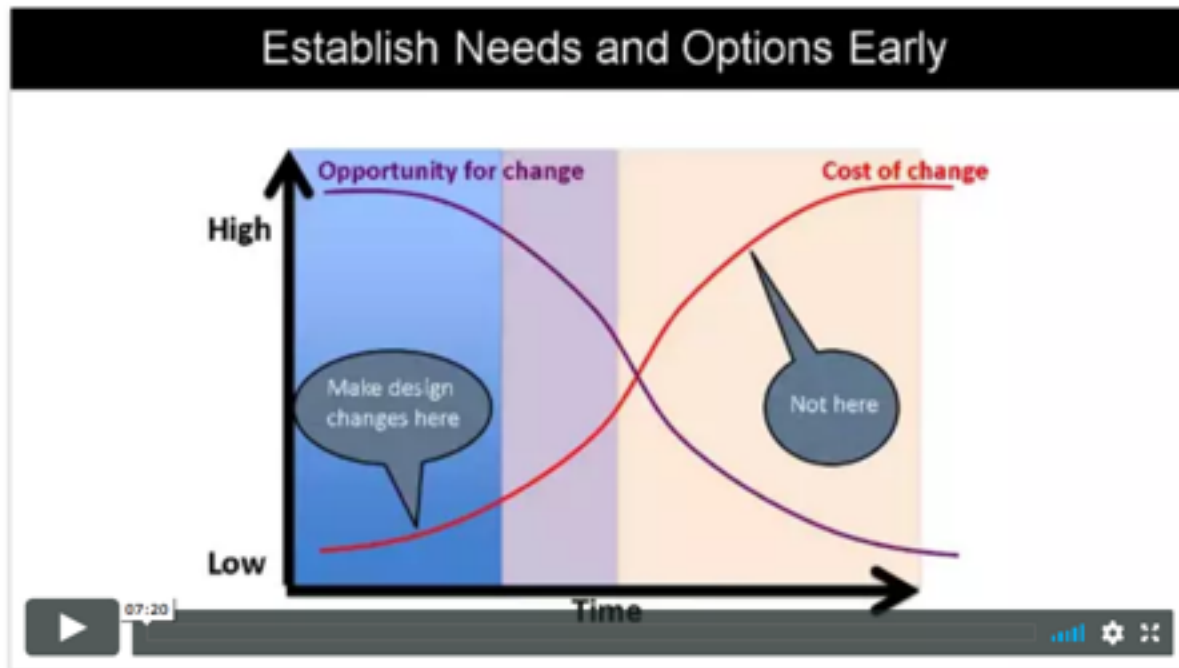 Establish Needs and Options Early
Opportunity for change
Cost of change
High
Make design
changes here
Not here
Low
Time
07:20